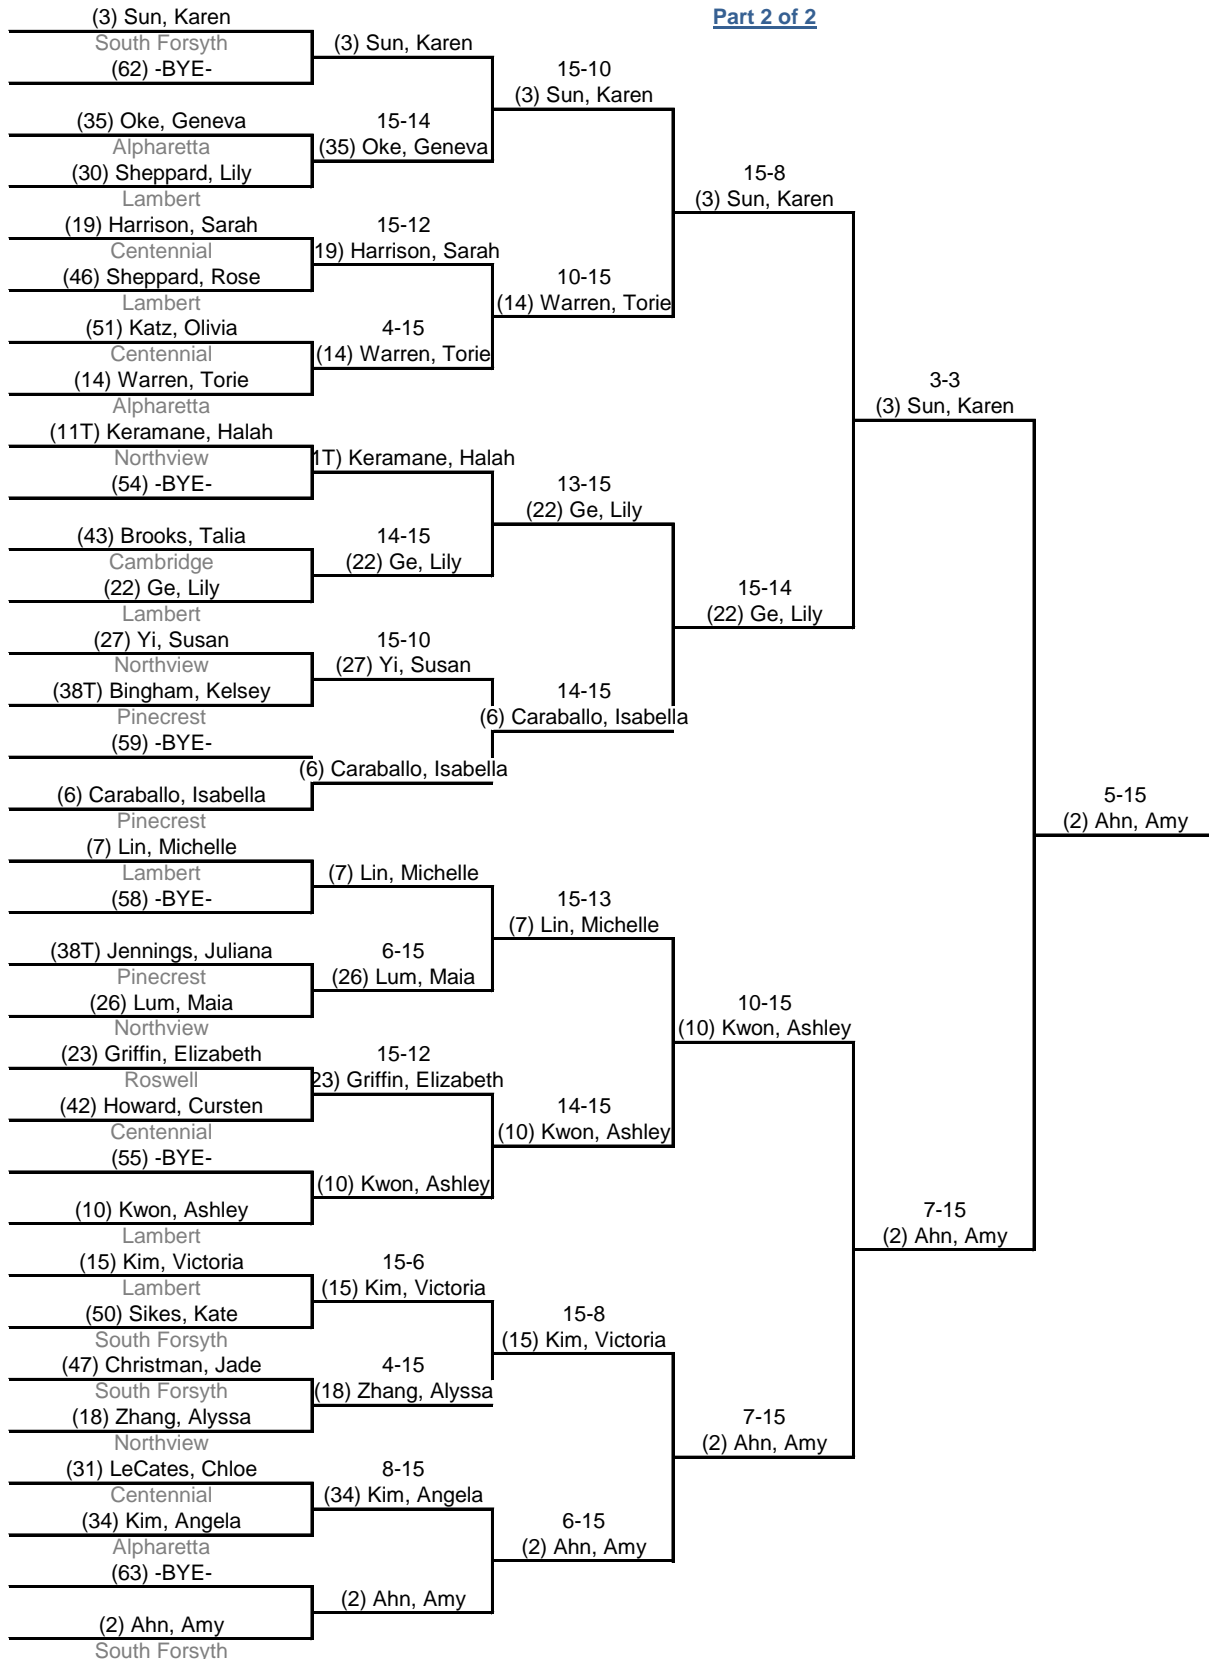 Part 2 of 2
(3) Sun, Karen
South Forsyth
(62) -BYE-
(35) Oke, Geneva
Alpharetta
(30) Sheppard, Lily
Lambert
(19) Harrison, Sarah
Centennial
(46) Sheppard, Rose
Lambert
(51) Katz, Olivia
Centennial
(14) Warren, Torie
Alpharetta
(11T) Keramane, Halah
Northview
(54) -BYE-
(43) Brooks, Talia
Cambridge
(22) Ge, Lily
Lambert
(27) Yi, Susan
Northview
(38T) Bingham, Kelsey
Pinecrest
(59) -BYE-
(6) Caraballo, Isabella
Pinecrest
(7) Lin, Michelle
Lambert
(58) -BYE-
(38T) Jennings, Juliana
Pinecrest
(26) Lum, Maia
Northview
(23) Griffin, Elizabeth
Roswell
(42) Howard, Cursten
Centennial
(55) -BYE-
(10) Kwon, Ashley
Lambert
(15) Kim, Victoria
Lambert
(50) Sikes, Kate
South Forsyth
(47) Christman, Jade
South Forsyth
(18) Zhang, Alyssa
Northview
(31) LeCates, Chloe
Centennial
(34) Kim, Angela
Alpharetta
(63) -BYE-
(2) Ahn, Amy
South Forsyth
(3) Sun, Karen
15-14
(35) Oke, Geneva
15-12
19) Harrison, Sarah
4-15
(14) Warren, Torie
1T) Keramane, Halah
14-15
(22) Ge, Lily
15-10
(27) Yi, Susan
(6) Caraballo, Isabella
(7) Lin, Michelle
6-15
(26) Lum, Maia
15-12
23) Griffin, Elizabeth
(10) Kwon, Ashley
15-6
(15) Kim, Victoria
4-15
(18) Zhang, Alyssa
8-15
(34) Kim, Angela
(2) Ahn, Amy
15-10
(3) Sun, Karen
10-15
(14) Warren, Torie
13-15
(22) Ge, Lily
14-15
(6) Caraballo, Isabella
15-13
(7) Lin, Michelle
14-15
(10) Kwon, Ashley
15-8
(15) Kim, Victoria
6-15
(2) Ahn, Amy
15-8
(3) Sun, Karen
15-14
(22) Ge, Lily
10-15
(10) Kwon, Ashley
7-15
(2) Ahn, Amy
3-3
(3) Sun, Karen
7-15
(2) Ahn, Amy
5-15
(2) Ahn, Amy